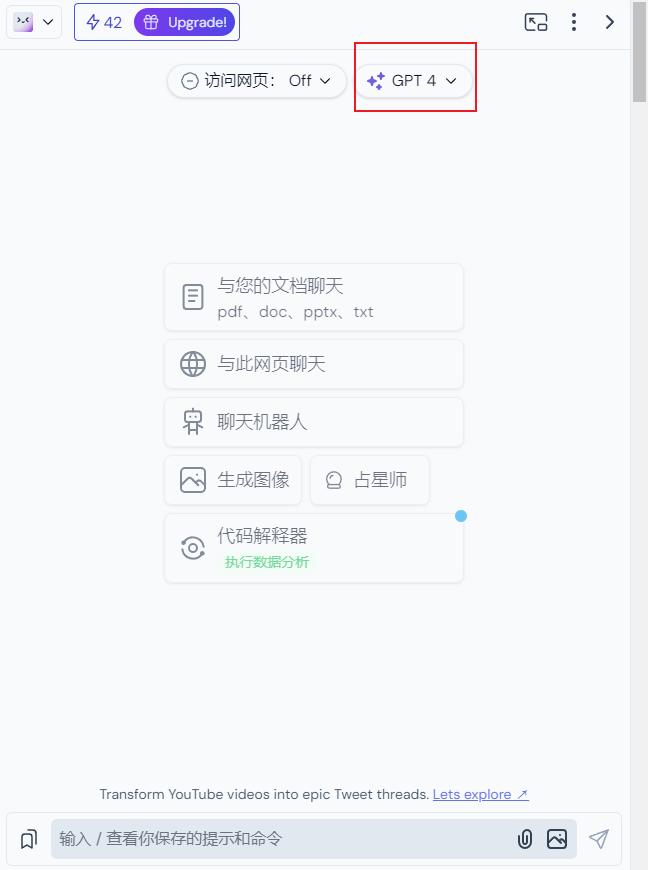 42 Upgrade!
访问网页： Off GPT 4
与您的文档聊天
pdf、doc、pptx、txt
与此网页聊天
聊天机器人
生成图像 占星师
代码解释器
执行数据分析
Transform YouTube videos into epic Tweet threads. Lets explore ↗
输入 / 查看你保存的提示和命令